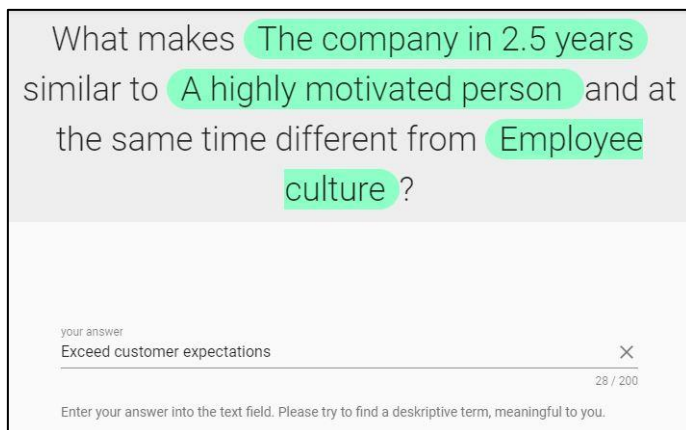 What makes The company in 2.5 years
similar to A highly motivated person and at
the same time different from Employee
culture ?
your answer
Exceed customer expectations
28 / 200
Enter your answer into the text field. Please try to find a deskriptive term, meaningful to you.